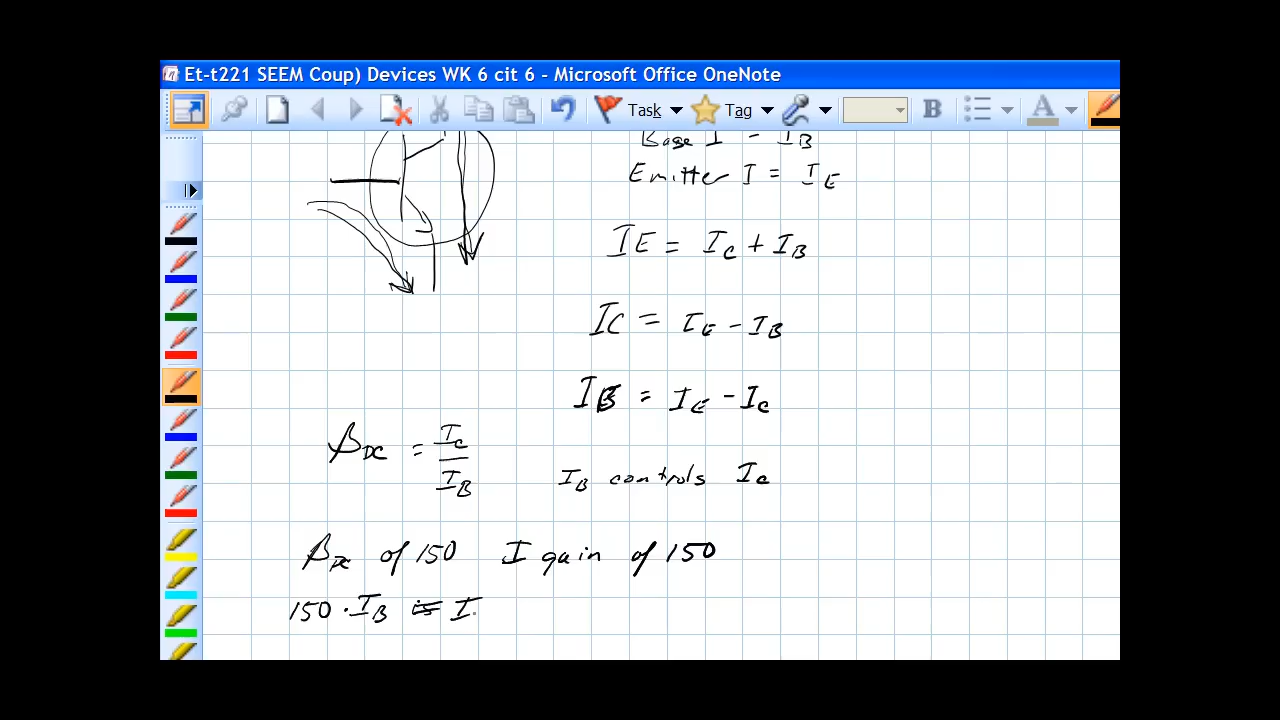 Et-t221 SEEM Coup) Devices WK 6 cit 6 - Microsoft Office OneNote
Task Tag B A
Base I = IB
Emitter I = IE
IE = IC + IB
IC = IE - IB
IB = IE - IC
βDC = IC / IB
IB controls IC
βDC of 150 I gain of 150
150 · IB = I